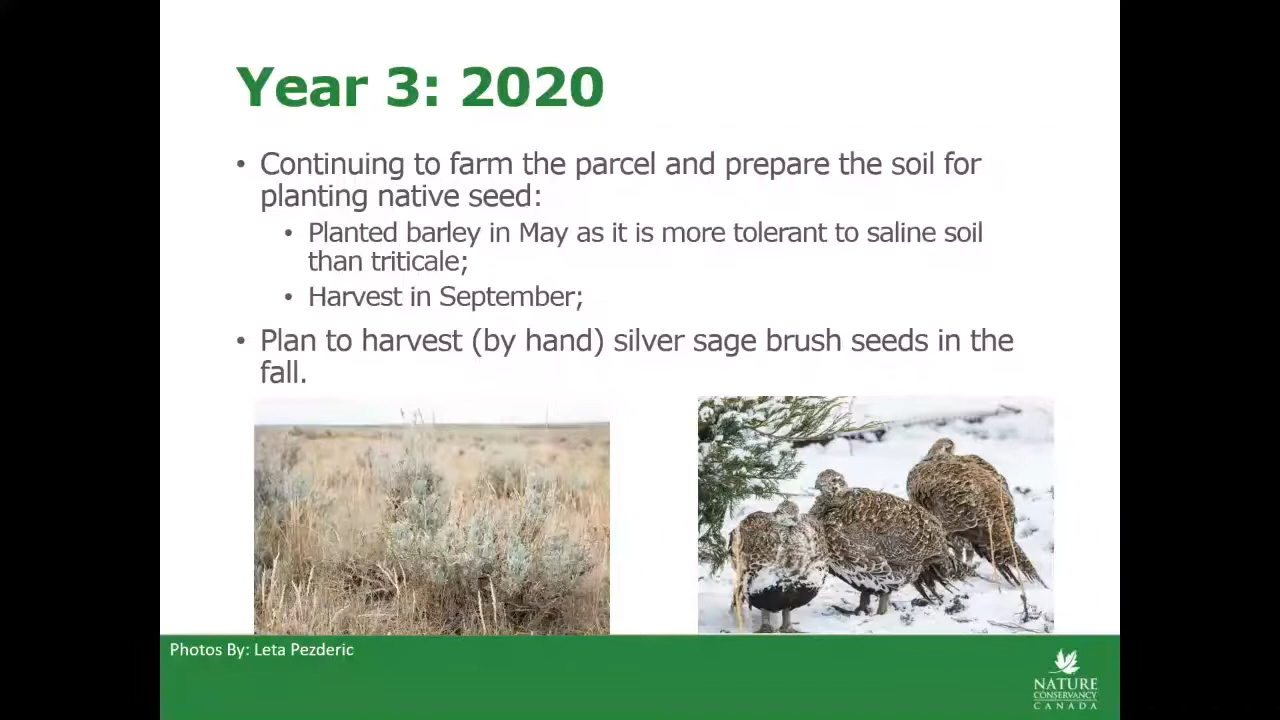 Year 3: 2020
• Continuing to farm the parcel and prepare the soil for
planting native seed:
• Planted barley in May as it is more tolerant to saline soil
than triticale;
• Harvest in September;
• Plan to harvest (by hand) silver sage brush seeds in the
fall.
Photos By: Leta Pezderic
NATURE
CONSERVANCY
CANADA